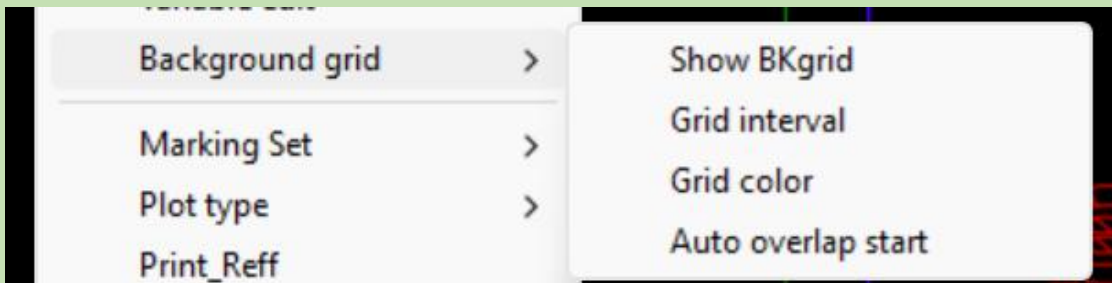 Background grid
Marking Set
Plot type
Print_Reff
Show BKgrid
Grid interval
Grid color
Auto overlap start